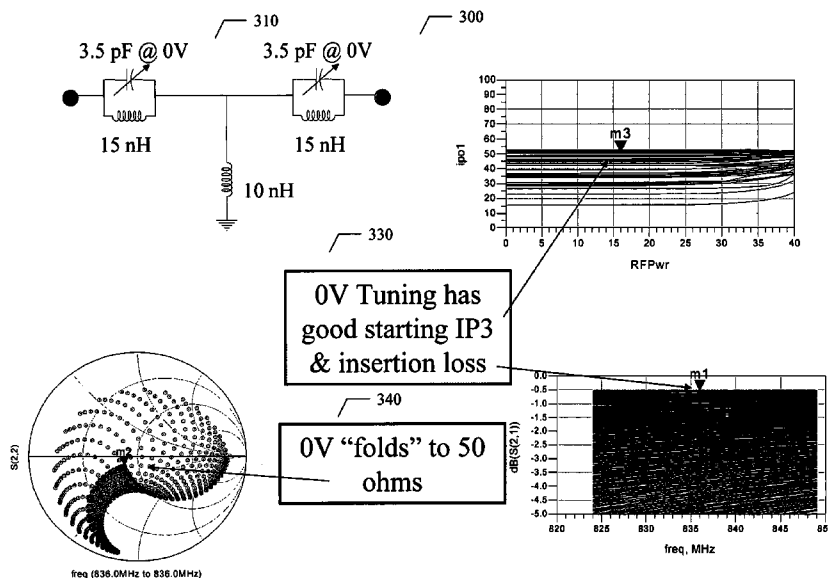 310
300
3.5 pF @ 0V
3.5 pF @ 0V
15 nH
15 nH
10 nH
100
90
80
70
60
50
40
30
20
10
0
ipo1
m3
0 5 10 15 20 25 30 35 40
RFPwr
330
0V Tuning has
good starting IP3
& insertion loss
340
0V “folds” to 50
ohms
S(2,2)
m2
freq (836.0MHz to 836.0MHz)
m1
0.0
-0.5
-1.0
-1.5
-2.0
-2.5
-3.0
-3.5
-4.0
-4.5
-5.0
dB(S(2,1))
820 825 830 835 840 845 85
freq, MHz